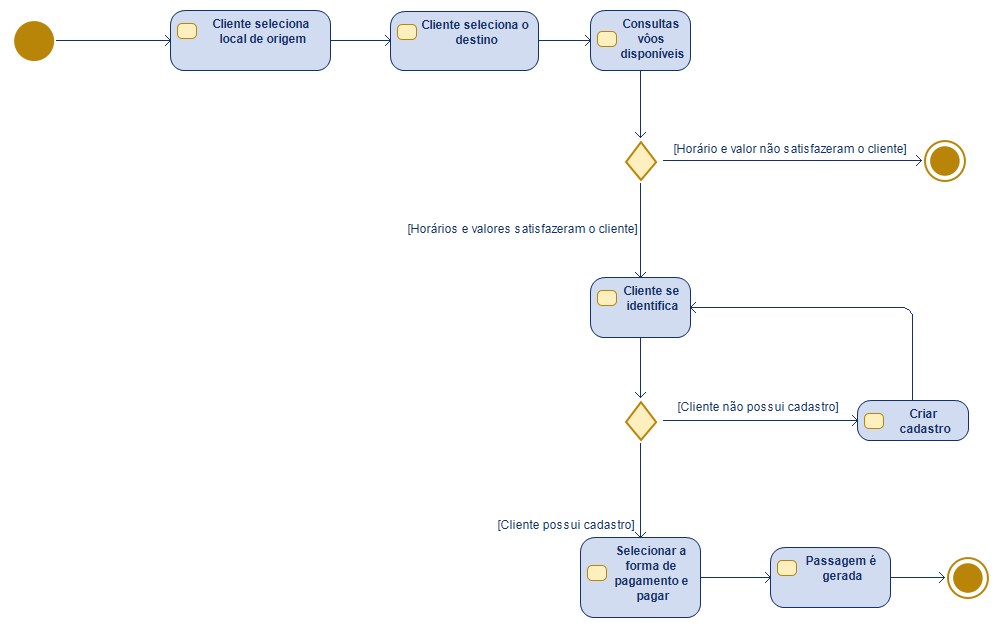 Cliente seleciona
local de origem
Cliente seleciona o
destino
Consultas
vôos
disponíveis
[Horário e valor não satisfazeram o cliente]
[Horários e valores satisfazeram o cliente]
Cliente se
identifica
[Cliente não possui cadastro]
Criar
cadastro
[Cliente possui cadastro]
Selecionar a
forma de
pagamento e
pagar
Passagem é
gerada